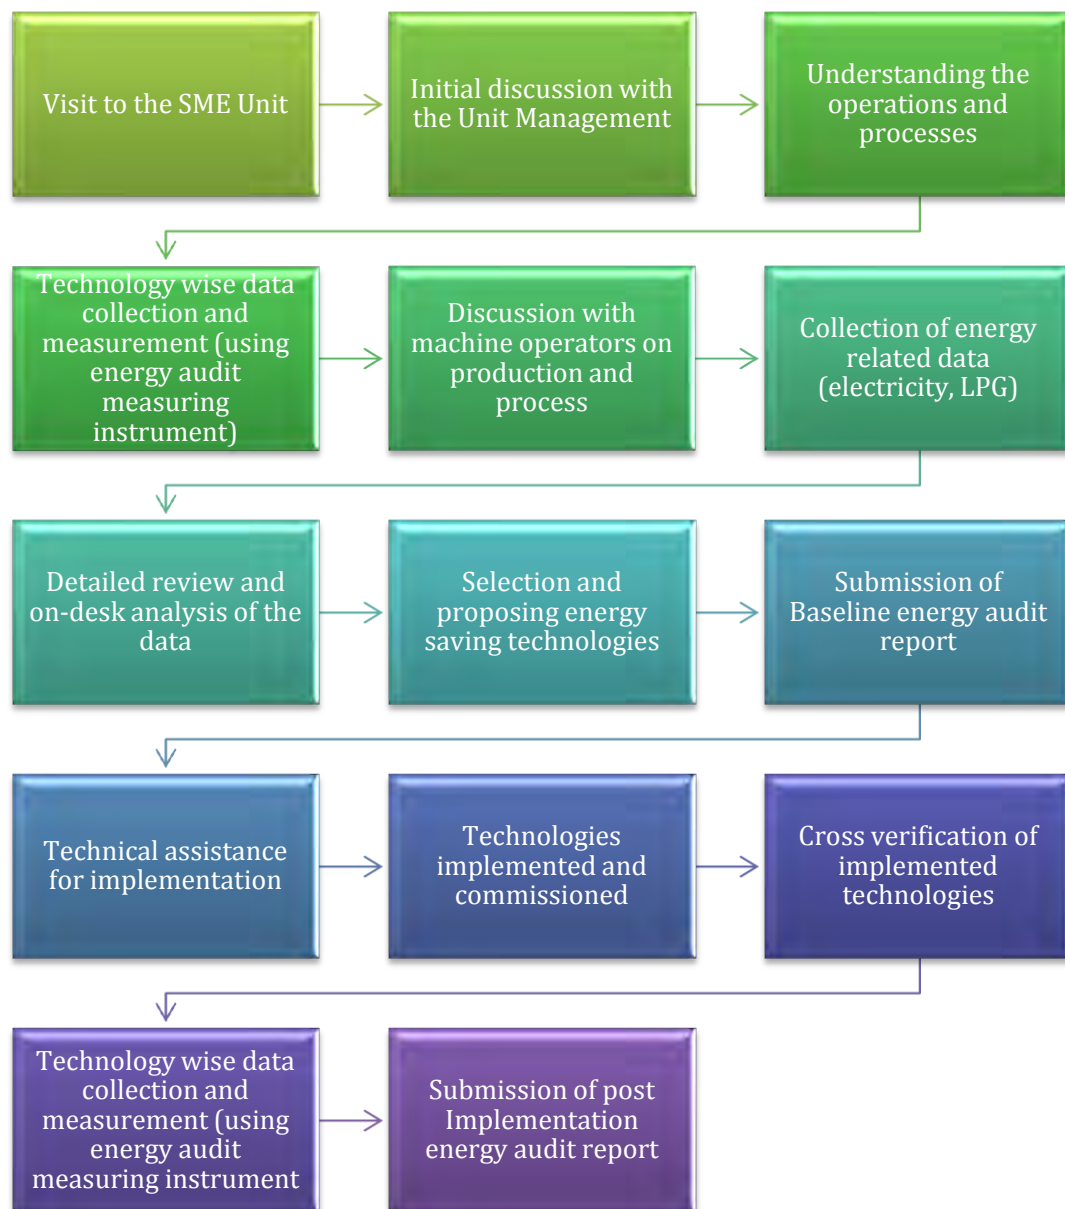 Visit to the SME Unit
Initial discussion with
the Unit Management
Understanding the
operations and
processes
Technology wise data
collection and
measurement (using
energy audit
measuring
instrument)
Discussion with
machine operators on
production and
process
Collection of energy
related data
(electricity, LPG)
Detailed review and
on-desk analysis of the
data
Selection and
proposing energy
saving technologies
Submission of
Baseline energy audit
report
Technical assistance
for implementation
Technologies
implemented and
commissioned
Cross verification of
implemented
technologies
Technology wise data
collection and
measurement (using
energy audit
measuring instrument
Submission of post
Implementation
energy audit report